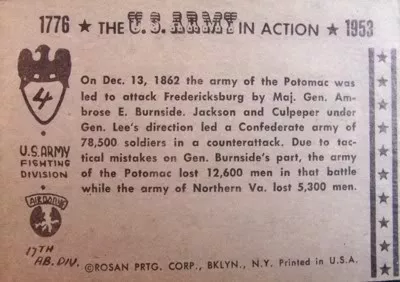 1776 ★ THE U.S. ARMY IN ACTION ★ 1953
4
U.S. ARMY
FIGHTING
DIVISION
AIRBORNE
17TH
AB. DIV.
On Dec. 13, 1862 the army of the Potomac was
led to attack Fredericksburg by Maj. Gen. Am-
brose E. Burnside. Jackson and Culpeper under
Gen. Lee's direction led a Confederate army of
78,500 soldiers in a counterattack. Due to tac-
tical mistakes on Gen. Burnside's part, the army
of the Potomac lost 12,600 men in that battle
while the army of Northern Va. lost 5,300 men.
©ROSAN PRTG. CORP., BKLYN., N.Y. Printed in U.S.A.